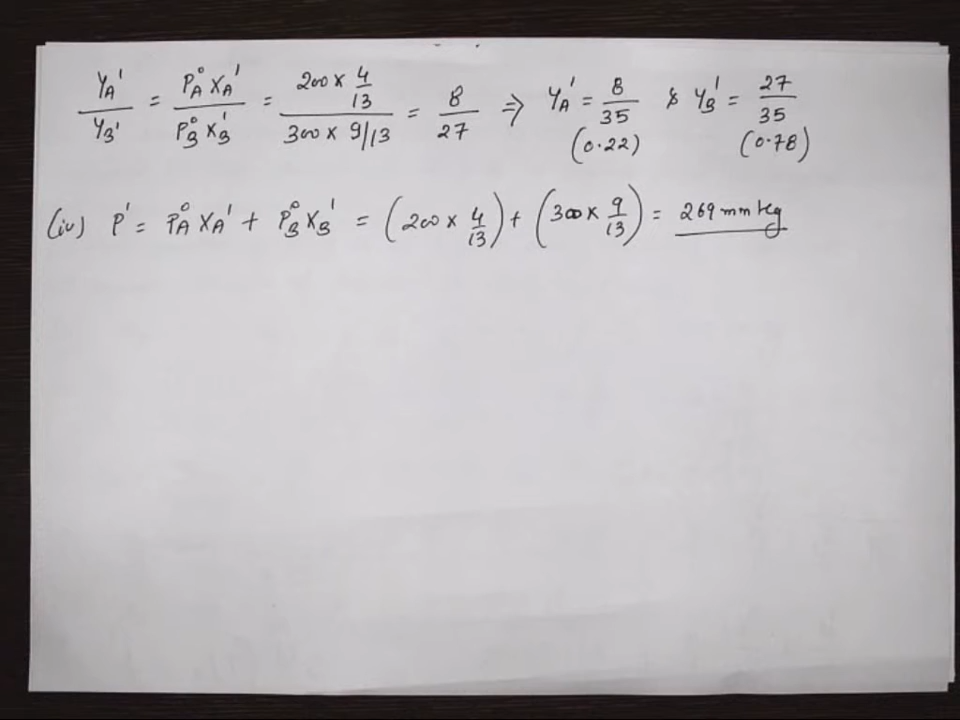 Y_A' / Y_B' = P°_A X_A' / P°_B X_B' = 200 × 4/13 / 300 × 9/13 = 8/27 ⇒ Y_A' = 8/35 & Y_B' = 27/35
(0.22) (0.78)
(iv) P' = P°_A X_A' + P°_B X_B' = (200 × 4/13) + (300 × 9/13) = 269 mm Hg